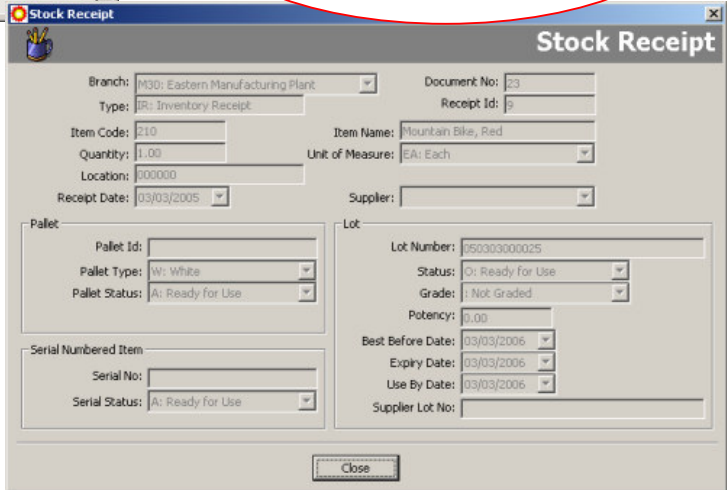 Stock Receipt
Stock Receipt
Branch: M30: Eastern Manufacturing Plant Document No: 23
Type: IR: Inventory Receipt Receipt Id: 9
Item Code: 210 Item Name: Mountain Bike, Red
Quantity: 1.00 Unit of Measure: EA: Each
Location: 000000
Receipt Date: 03/03/2005 Supplier:
Pallet
Pallet Id:
Pallet Type: W: White
Pallet Status: A: Ready for Use
Serial Numbered Item
Serial No:
Serial Status: A: Ready for Use
Lot
Lot Number: 050303000025
Status: O: Ready for Use
Grade: : Not Graded
Potency: 0.00
Best Before Date: 03/03/2006
Expiry Date: 03/03/2006
Use By Date: 03/03/2006
Supplier Lot No:
Close